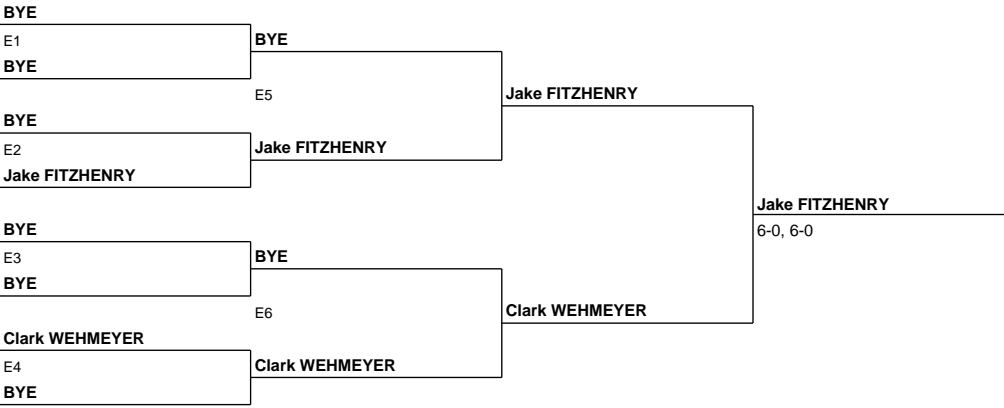 BYE
E1
BYE
BYE
E5
BYE
E2
Jake FITZHENRY
Jake FITZHENRY
Jake FITZHENRY
BYE
E3
BYE
BYE
E6
Clark WEHMEYER
E4
BYE
Clark WEHMEYER
Clark WEHMEYER
Jake FITZHENRY
6-0, 6-0